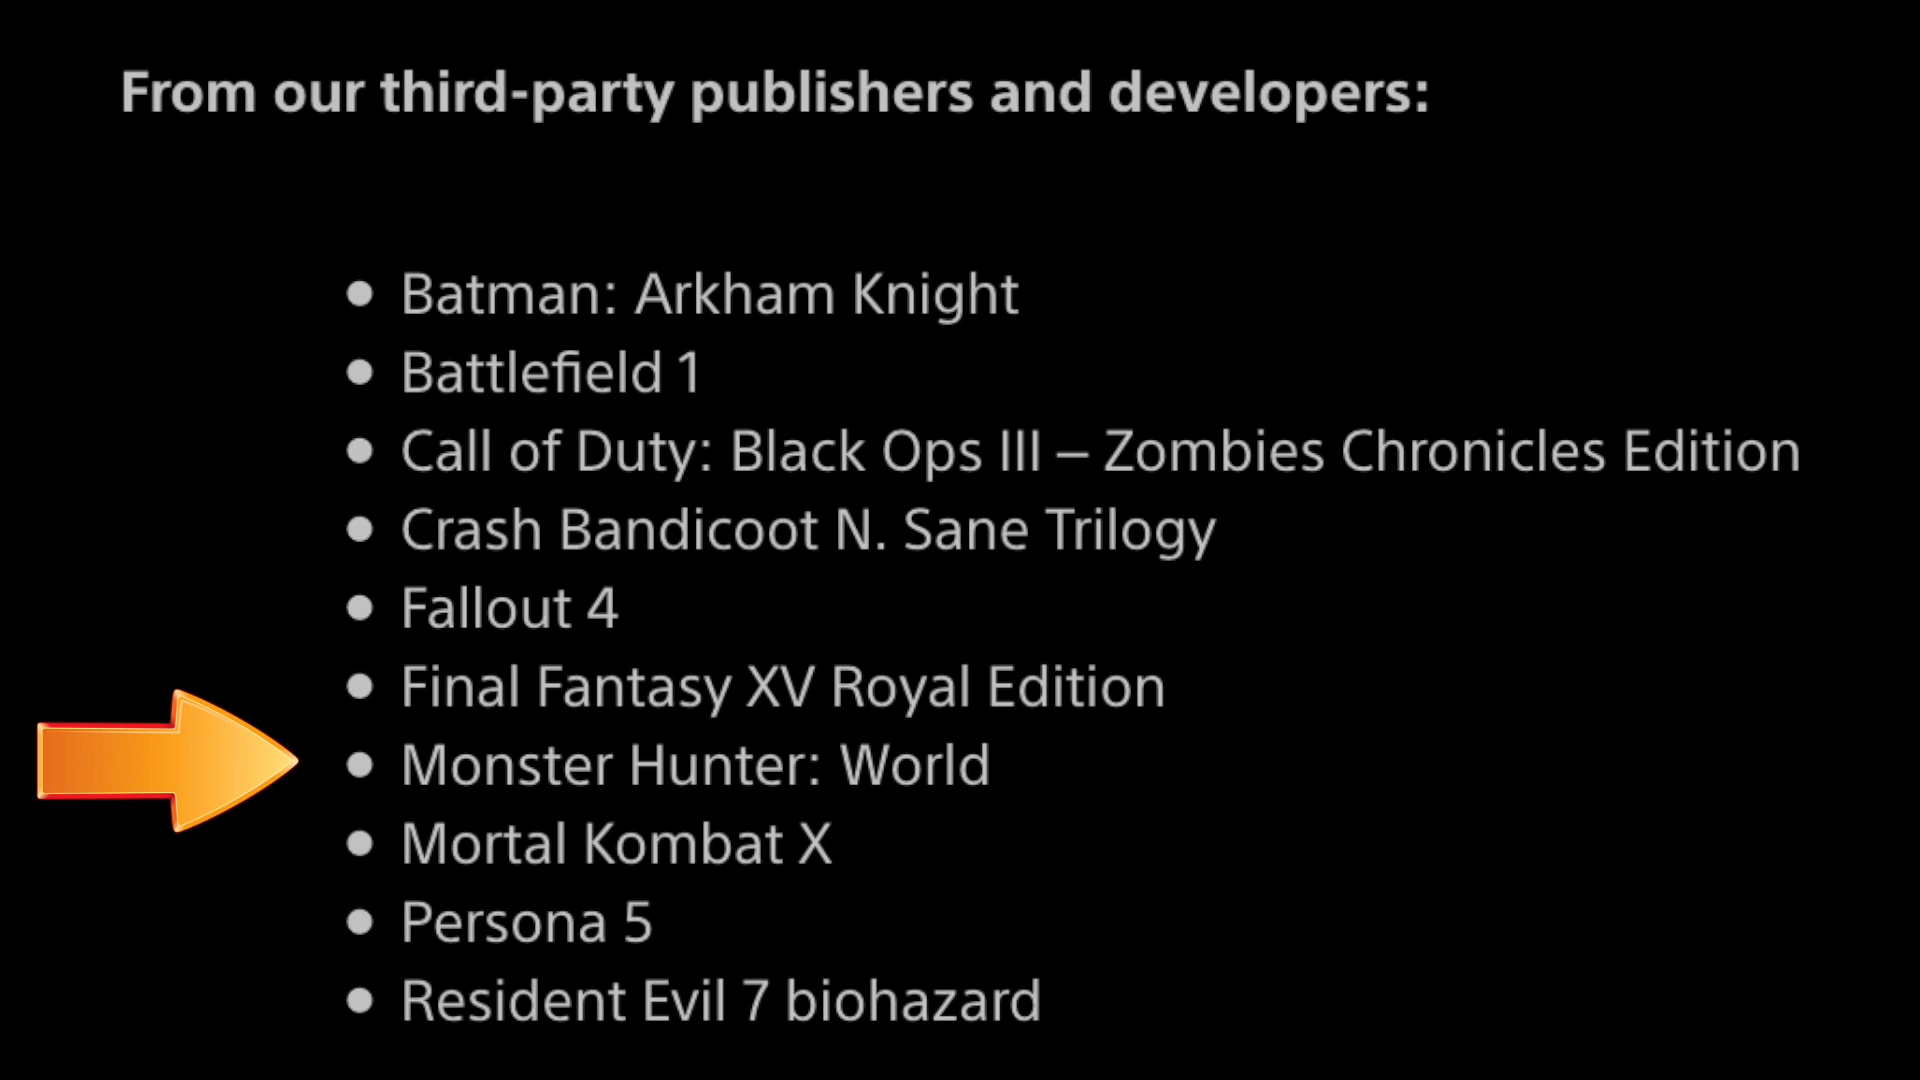 From our third-party publishers and developers:
● Batman: Arkham Knight
● Battlefield 1
● Call of Duty: Black Ops III – Zombies Chronicles Edition
● Crash Bandicoot N. Sane Trilogy
● Fallout 4
● Final Fantasy XV Royal Edition
● Monster Hunter: World
● Mortal Kombat X
● Persona 5
● Resident Evil 7 biohazard